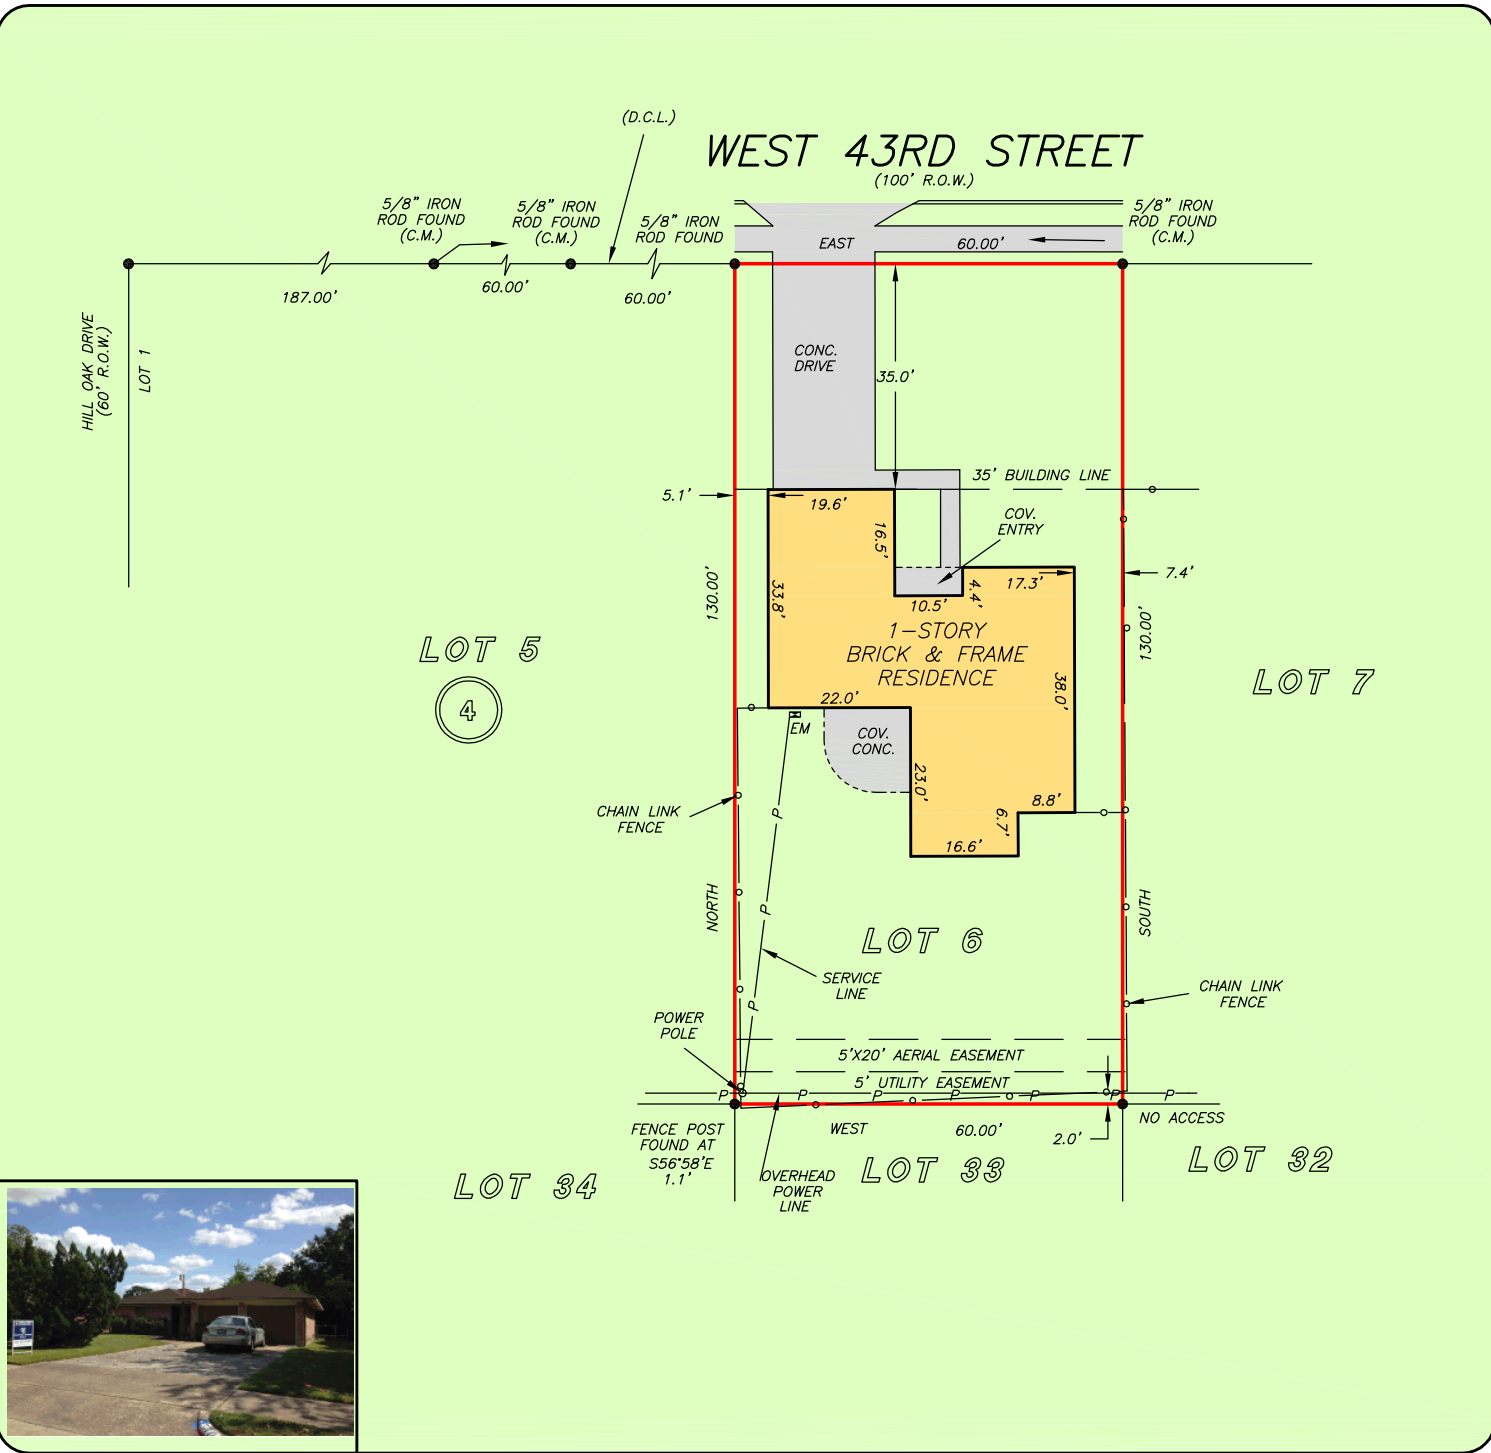 (D.C.L.)
WEST 43RD STREET
(100' R.O.W.)
5/8" IRON
ROD FOUND
(C.M.)
5/8" IRON
ROD FOUND
(C.M.)
5/8" IRON
ROD FOUND
5/8" IRON
ROD FOUND
(C.M.)
EAST
60.00'
187.00'
60.00'
60.00'
HILL OAK DRIVE
(60' R.O.W.)
LOT 1
CONC.
DRIVE
35.0'
35' BUILDING LINE
5.1'
19.6'
16.5'
COV.
ENTRY
7.4'
17.3'
4.4'
10.5'
130.00'
33.8'
130.00'
1-STORY
BRICK & FRAME
RESIDENCE
38.0'
LOT 5
4
LOT 7
22.0'
EM
COV.
CONC.
23.0'
8.8'
6.7'
16.6'
CHAIN LINK
FENCE
P
P
P
NORTH
SOUTH
LOT 6
SERVICE
LINE
CHAIN LINK
FENCE
POWER
POLE
5'X20' AERIAL EASEMENT
5' UTILITY EASEMENT
P P P P P P P
NO ACCESS
FENCE POST
FOUND AT
S56°58'E
1.1'
WEST
60.00'
2.0'
LOT 34
OVERHEAD
POWER
LINE
LOT 33
LOT 32